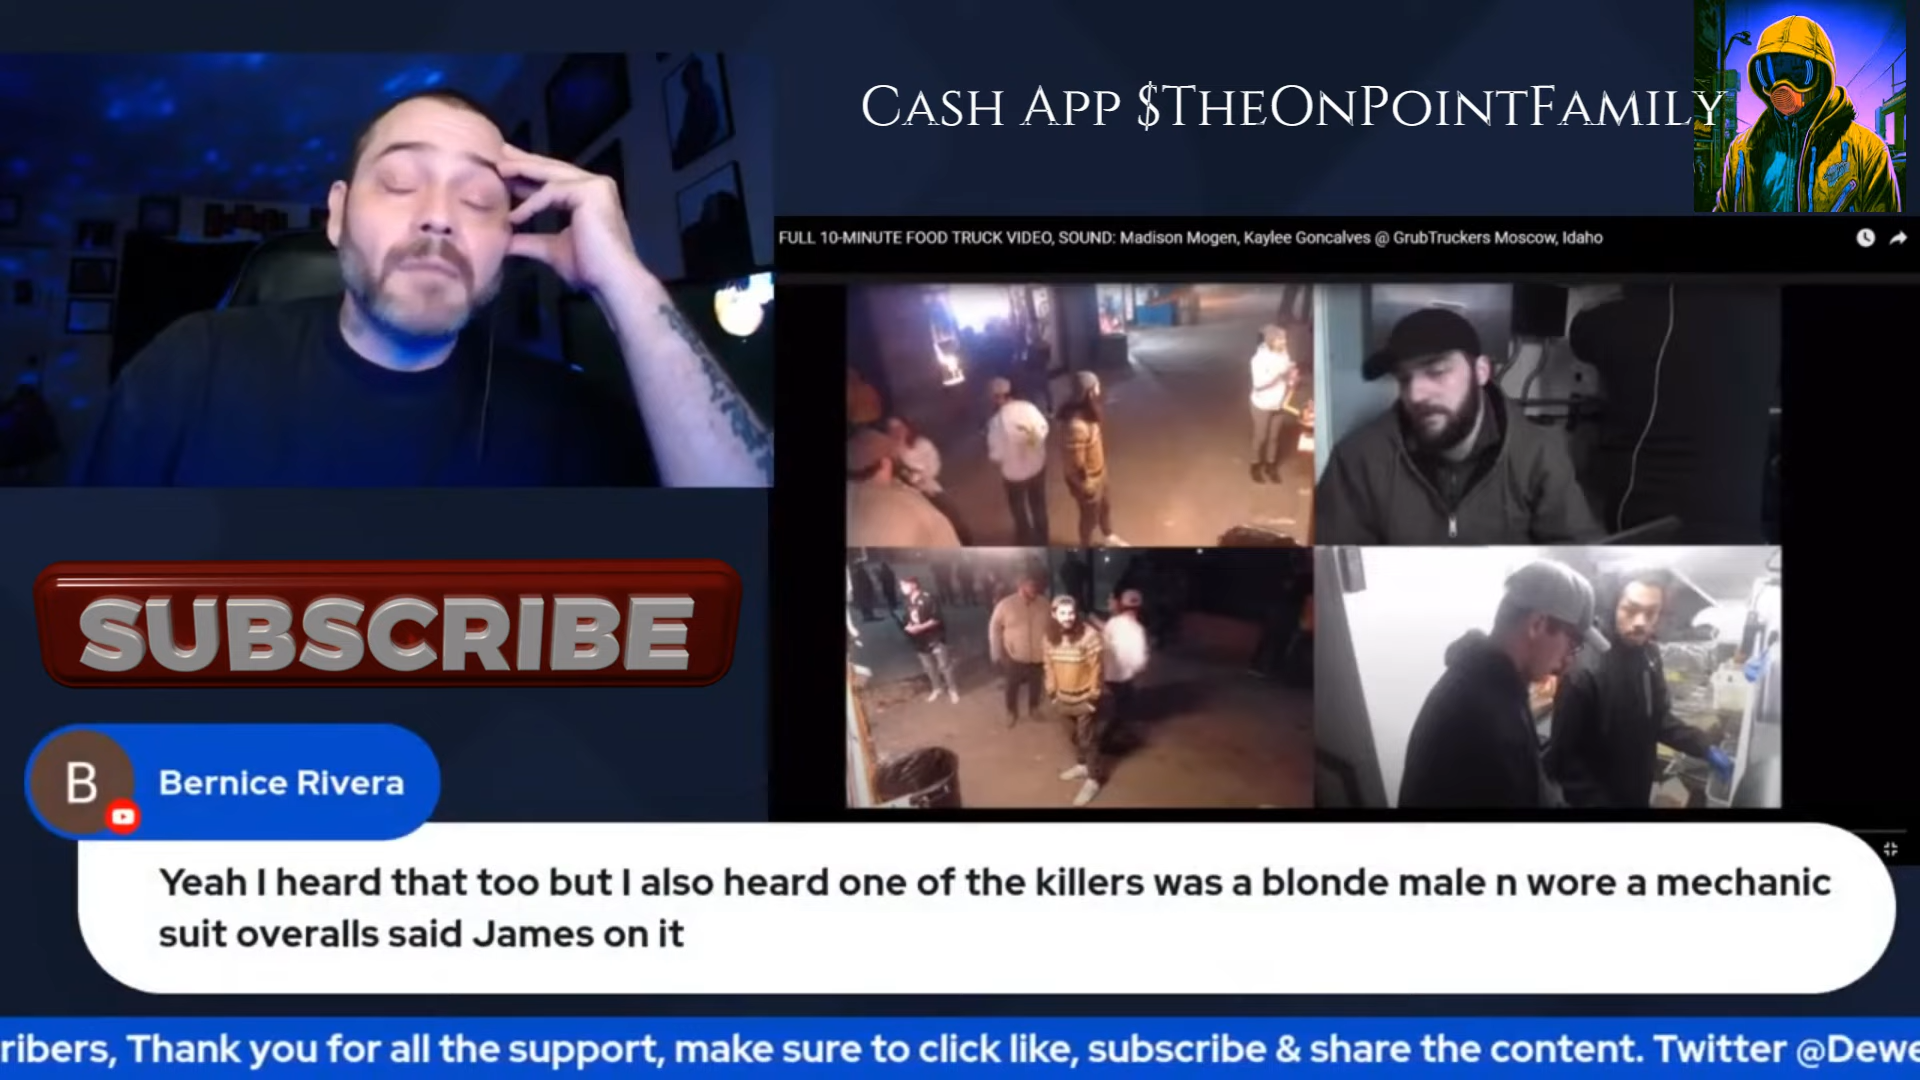 Cash App $TheOnPointFamily
FULL 10-MINUTE FOOD TRUCK VIDEO, SOUND: Madison Mogen, Kaylee Goncalves @ GrubTruckers Moscow, Idaho
SUBSCRIBE
B
Bernice Rivera
Yeah I heard that too but I also heard one of the killers was a blonde male n wore a mechanic
suit overalls said James on it
ribers, Thank you for all the support, make sure to click like, subscribe & share the content. Twitter @Dewe